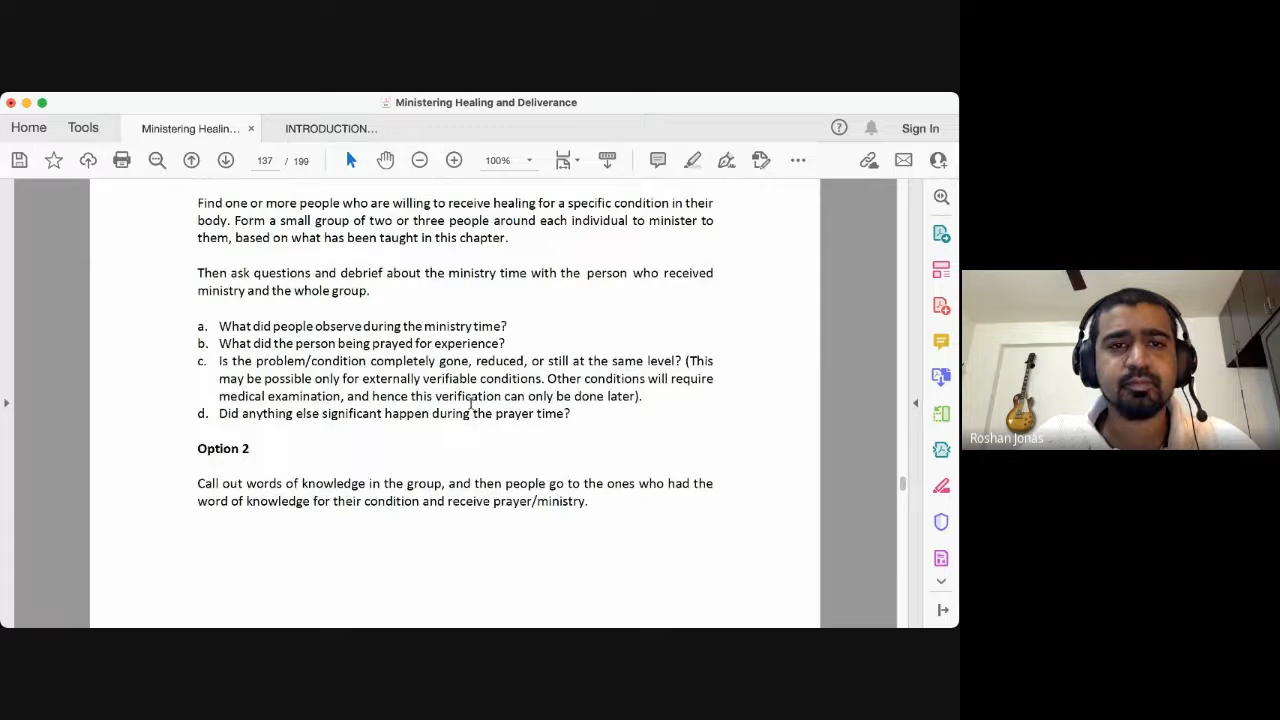 Ministering Healing and Deliverance
Home Tools Ministering Healin... × INTRODUCTION... Sign In
137 / 199 100%
Find one or more people who are willing to receive healing for a specific condition in their
body. Form a small group of two or three people around each individual to minister to
them, based on what has been taught in this chapter.
Then ask questions and debrief about the ministry time with the person who received
ministry and the whole group.
a. What did people observe during the ministry time?
b. What did the person being prayed for experience?
c. Is the problem/condition completely gone, reduced, or still at the same level? (This
may be possible only for externally verifiable conditions. Other conditions will require
medical examination, and hence this verification can only be done later).
d. Did anything else significant happen during the prayer time?
Option 2
Call out words of knowledge in the group, and then people go to the ones who had the
word of knowledge for their condition and receive prayer/ministry.
Roshan Jonas